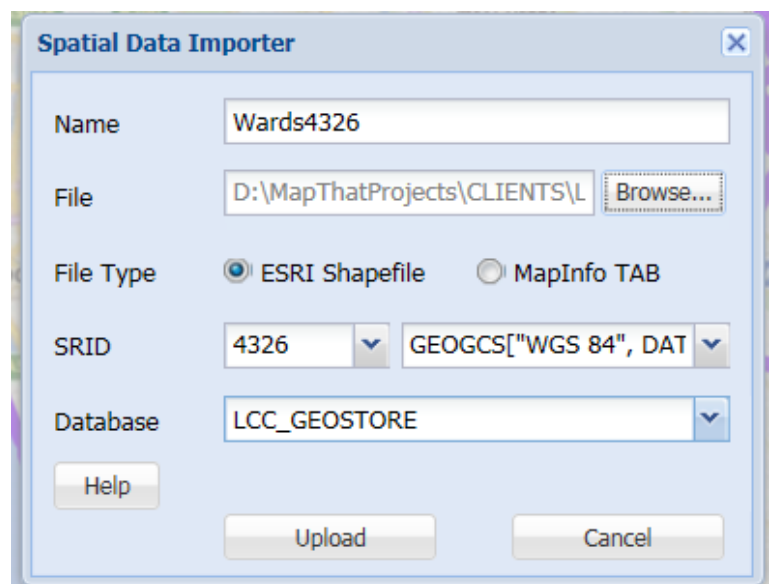 Spatial Data Importer
Name Wards4326
File D:\MapThatProjects\CLIENTS\L Browse...
File Type ESRI Shapefile MapInfo TAB
SRID 4326 GEOGCS["WGS 84", DAT
Database LCC_GEOSTORE
Help
Upload Cancel